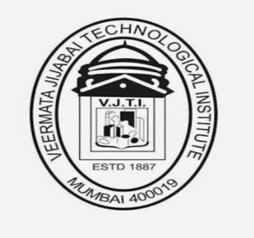 VEERMATA JIJABAI TECHNOLOGICAL INSTITUTE
V.J.T.I.
ESTD 1887
MUMBAI 400019